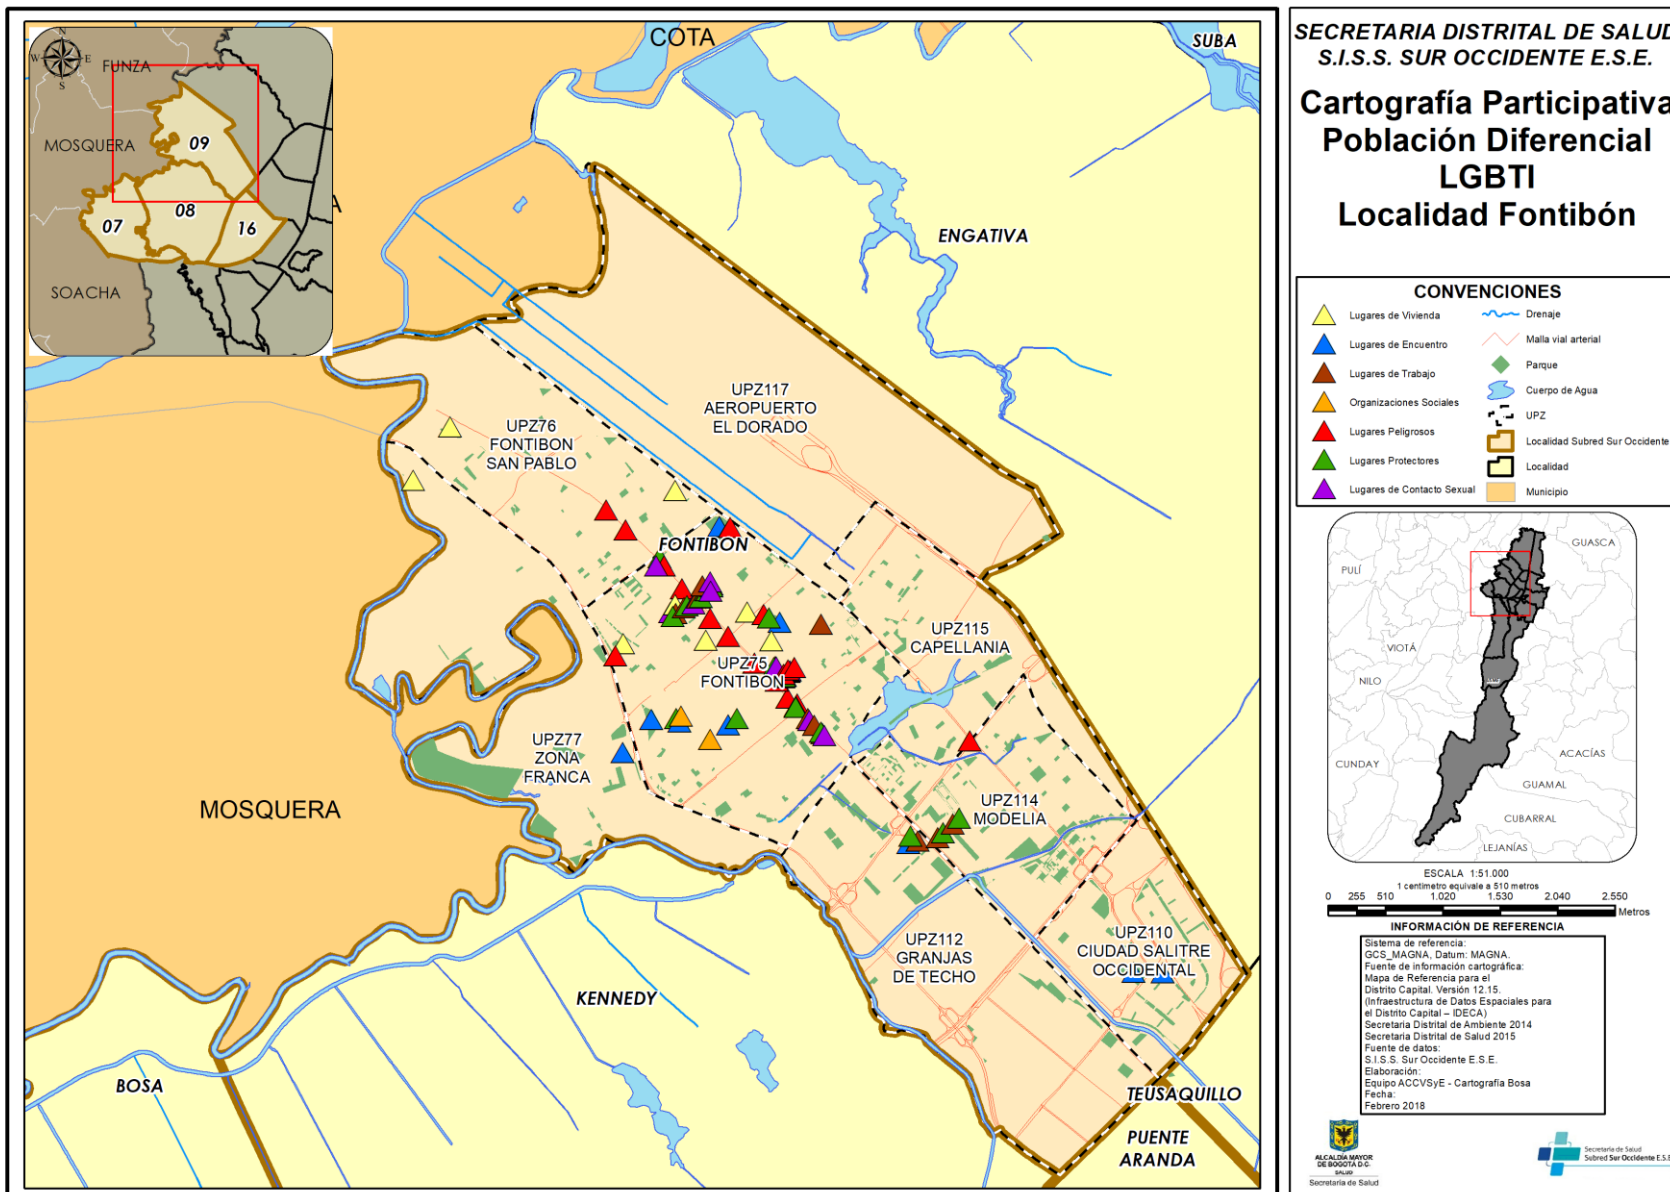 COTA
SUBA
N
W
E
S
FUNZA
MOSQUERA
09
08
07
16
SOACHA
A
ENGATIVA
UPZ117
AEROPUERTO
EL DORADO
UPZ76
FONTIBON
SAN PABLO
FONTIBON
UPZ115
CAPELLANIA
UPZ75
FONTIBON
UPZ77
ZONA
FRANCA
MOSQUERA
UPZ114
MODELIA
UPZ112
GRANJAS
DE TECHO
UPZ110
CIUDAD SALITRE
OCCIDENTAL
KENNEDY
BOSA
TEUSAQUILLO
PUENTE
ARANDA
SECRETARIA DISTRITAL DE SALUD
S.I.S.S. SUR OCCIDENTE E.S.E.
Cartografía Participativa
Población Diferencial
LGBTI
Localidad Fontibón
CONVENCIONES
Lugares de Vivienda
Lugares de Encuentro
Lugares de Trabajo
Organizaciones Sociales
Lugares Peligrosos
Lugares Protectores
Lugares de Contacto Sexual
Drenaje
Malla vial arterial
Parque
Cuerpo de Agua
UPZ
Localidad Subred Sur Occidente
Localidad
Municipio
GUASCA
PULÍ
VIOTÁ
NILO
CUNDAY
ACACÍAS
GUAMAL
CUBARRAL
LEJANÍAS
ESCALA 1:51.000
1 centimetro equivale a 510 metros
0 255 510 1.020 1.530 2.040 2.550
Metros
INFORMACIÓN DE REFERENCIA
Sistema de referencia:
GCS_MAGNA, Datum: MAGNA.
Fuente de información cartográfica:
Mapa de Referencia para el
Distrito Capital. Versión 12.15.
(Infraestructura de Datos Espaciales para
el Distrito Capital – IDECA)
Secretaria Distrital de Ambiente 2014
Secretaria Distrital de Salud 2015
Fuente de datos:
S.I.S.S. Sur Occidente E.S.E.
Elaboración:
Equipo ACCVSyE - Cartografía Bosa
Fecha:
Febrero 2018
ALCALDÍA MAYOR
DE BOGOTÁ D.C.
SALUD
Secretaría de Salud
Secretaría de Salud
Subred Sur Occidente E.S.E